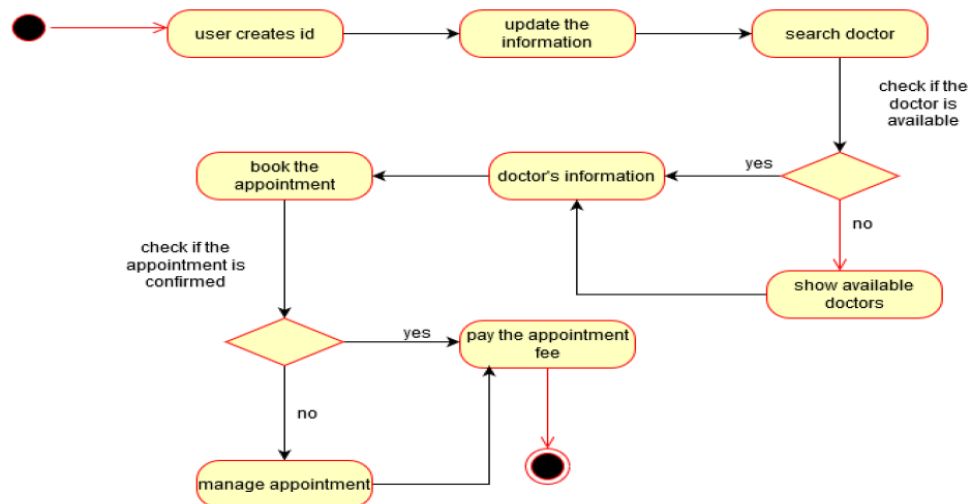 user creates id
update the
information
search doctor
check if the
doctor is
available
book the
appointment
doctor's information
yes
no
check if the
appointment is
confirmed
show available
doctors
yes
pay the appointment
fee
no
manage appointment